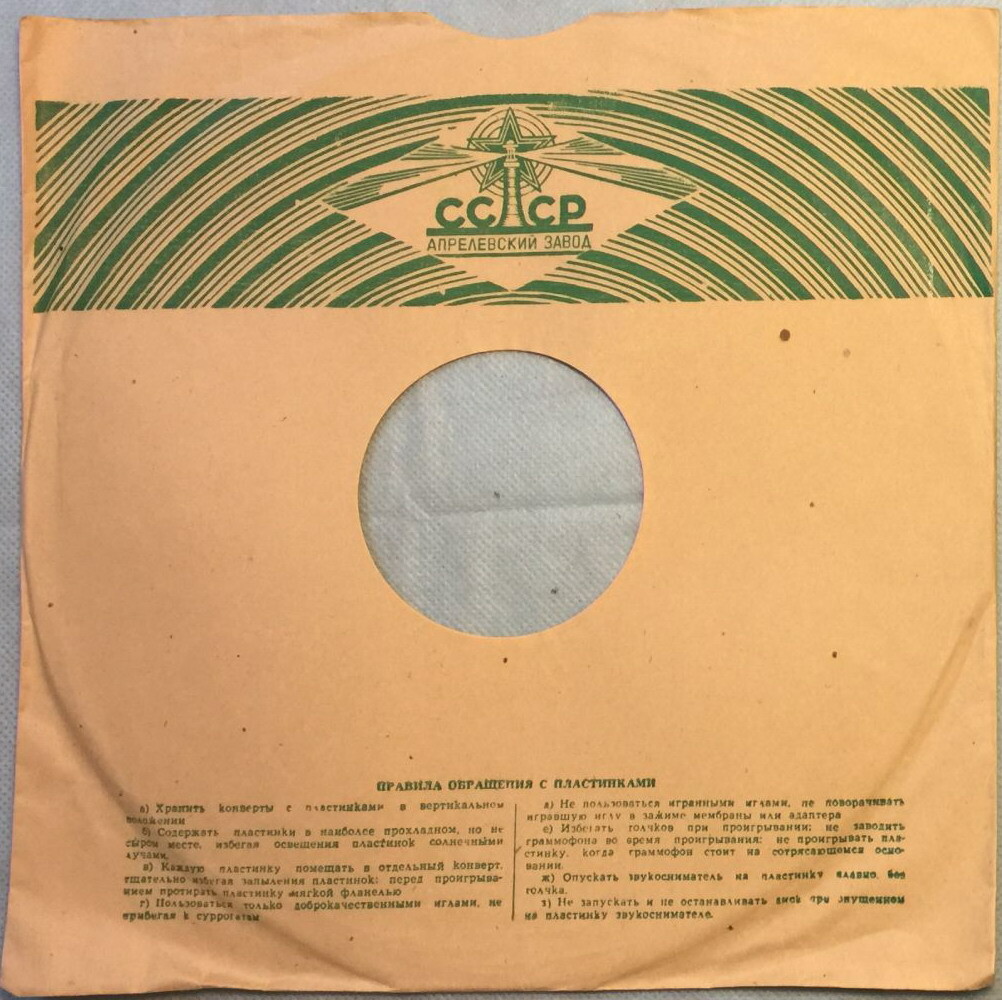 СССР
АПРЕЛЕВСКИЙ ЗАВОД
ПРАВИЛА ОБРАЩЕНИЯ С ПЛАСТИНКАМИ
а) Хранить конверты с пластинками в вертикальном
положении
б) Содержать пластинки в наиболее прохладном, но не
сыром месте, избегая освещения пластинок солнечными
лучами.
в) Каждую пластинку помещать в отдельный конверт,
тщательно избегая запыления пластинок; перед проигрыва-
нием протирать пластинку мягкой фланелью
г) Пользоваться только доброкачественными иглами, не
прибегая к суррогатам
д) Не пользоваться игранными иглами, не поворачивать
игравшую иглу в зажиме мембраны или адаптера
е) Избегать толчков при проигрывании: не заводить
граммофона во время проигрывания; не проигрывать пла-
стинку, когда граммофон стоит на сотрясающемся осно-
вании.
ж) Опускать звукосниматель на пластинку плавно, без
толчка.
з) Не запускать и не останавливать диск при опущенном
на пластинку звукоснимателе.